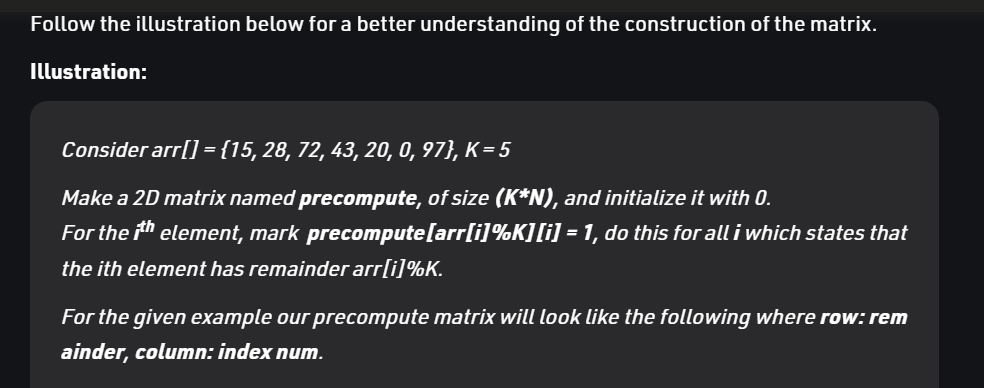 Follow the illustration below for a better understanding of the construction of the matrix.
Illustration:
Consider arr[] = {15, 28, 72, 43, 20, 0, 97}, K = 5
Make a 2D matrix named precompute, of size (K*N), and initialize it with 0.
For the ith element, mark precompute[arr[i]%K][i] = 1, do this for all i which states that
the ith element has remainder arr[i]%K.
For the given example our precompute matrix will look like the following where row: rem
ainder, column: index num.